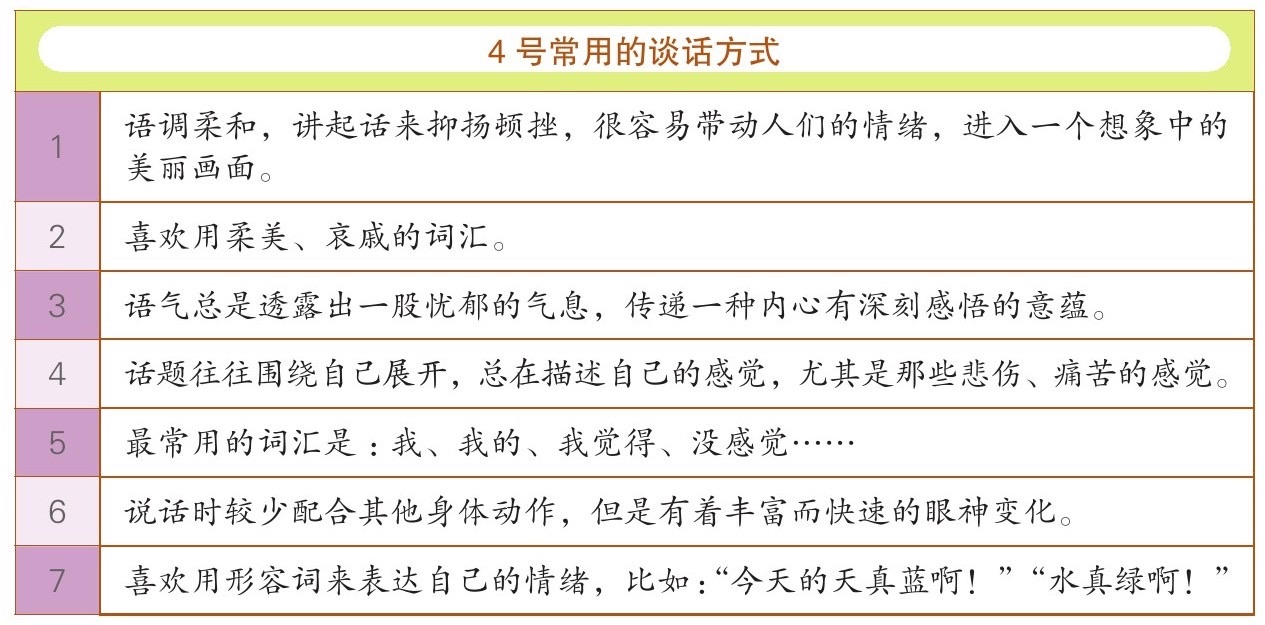 4 号常用的谈话方式
1 语调柔和，讲起话来抑扬顿挫，很容易带动人们的情绪，进入一个想象中的
美丽画面。
2 喜欢用柔美、哀戚的词汇。
3 语气总是透露出一股忧郁的气息，传递一种内心有深刻感悟的意蕴。
4 话题往往围绕自己展开，总在描述自己的感觉，尤其是那些悲伤、痛苦的感觉。
5 最常用的词汇是：我、我的、我觉得、没感觉……
6 说话时较少配合其他身体动作，但是有着丰富而快速的眼神变化。
7 喜欢用形容词来表达自己的情绪，比如：“今天的天真蓝啊！”“水真绿啊！”